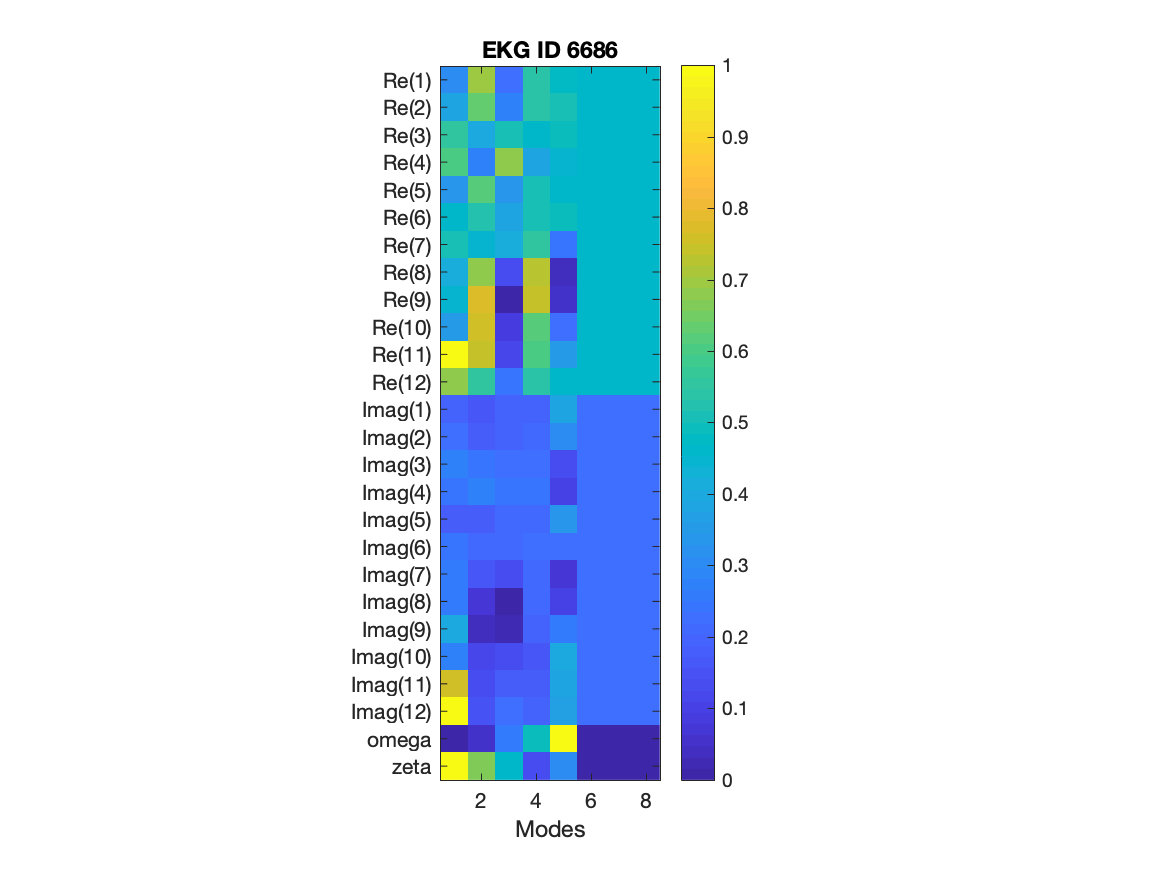 EKG ID 6686
Re(1)
Re(2)
Re(3)
Re(4)
Re(5)
Re(6)
Re(7)
Re(8)
Re(9)
Re(10)
Re(11)
Re(12)
Imag(1)
Imag(2)
Imag(3)
Imag(4)
Imag(5)
Imag(6)
Imag(7)
Imag(8)
Imag(9)
Imag(10)
Imag(11)
Imag(12)
omega
zeta
2 4 6 8
Modes
1
0.9
0.8
0.7
0.6
0.5
0.4
0.3
0.2
0.1
0